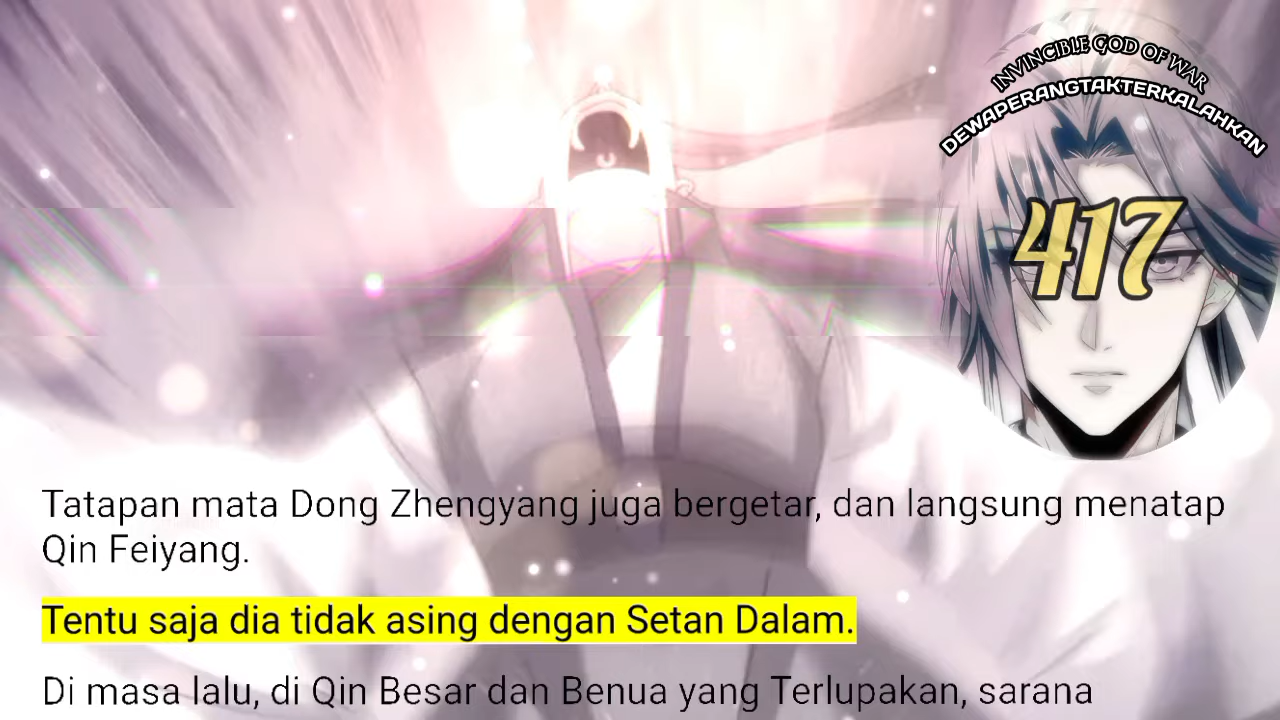 INVINCIBLE GOD OF WAR
DEWAPERANGTAKTERKALAHKAN
417
Tatapan mata Dong Zhengyang juga bergetar, dan langsung menatap
Qin Feiyang.
Tentu saja dia tidak asing dengan Setan Dalam.
Di masa lalu, di Qin Besar dan Benua yang Terlupakan, sarana